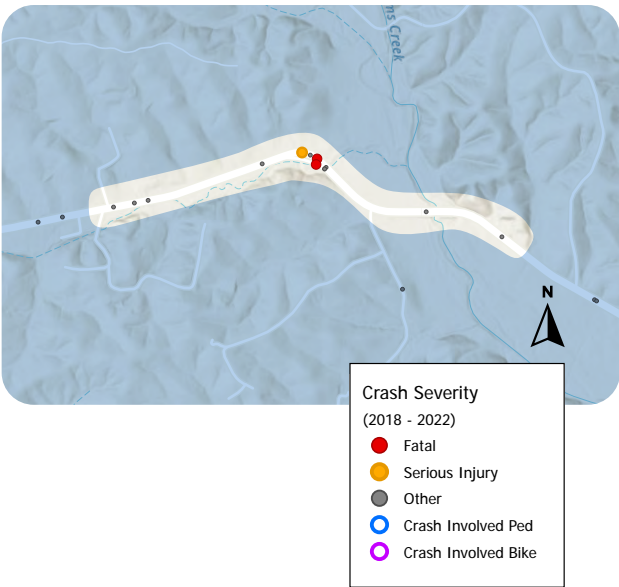 Creek
N
Crash Severity
(2018 - 2022)
Fatal
Serious Injury
Other
Crash Involved Ped
Crash Involved Bike